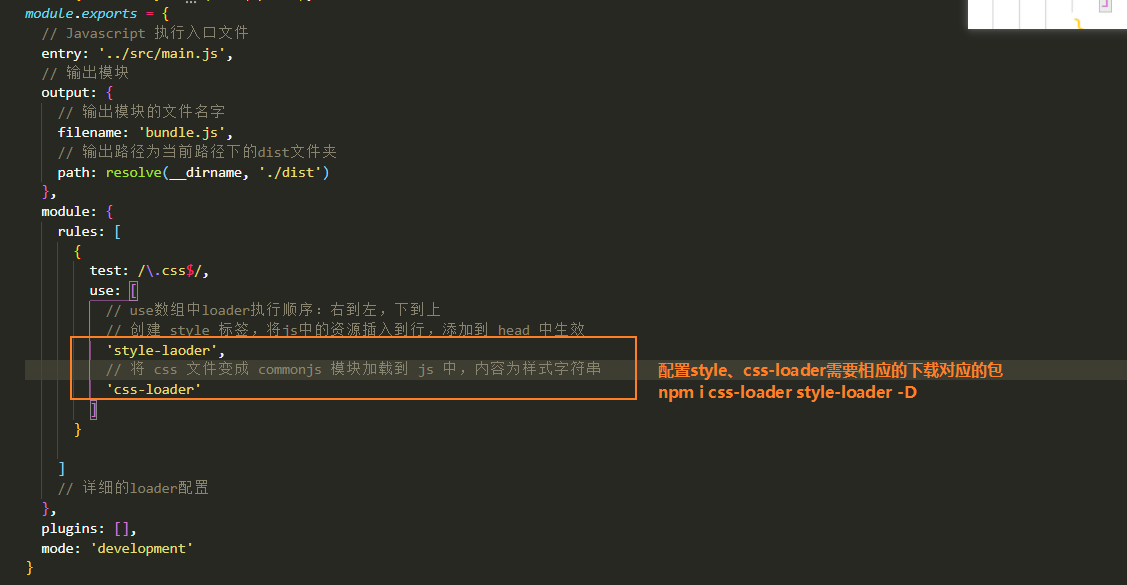 module.exports = {
// Javascript 执行入口文件
entry: '../src/main.js',
// 输出模块
output: {
// 输出模块的文件名字
filename: 'bundle.js',
// 输出路径为当前路径下的dist文件夹
path: resolve(__dirname, './dist')
},
module: {
rules: [
{
test: /\.css$/,
use: [
// use数组中loader执行顺序：右到左，下到上
// 创建 style 标签，将js中的资源插入到行，添加到 head 中生效
'style-laoder',
// 将 css 文件变成 commonjs 模块加载到 js 中，内容为样式字符串
'css-loader'
]
}
]
// 详细的loader配置
},
plugins: [],
mode: 'development'
}
配置style、css-loader需要相应的下载对应的包
npm i css-loader style-loader -D